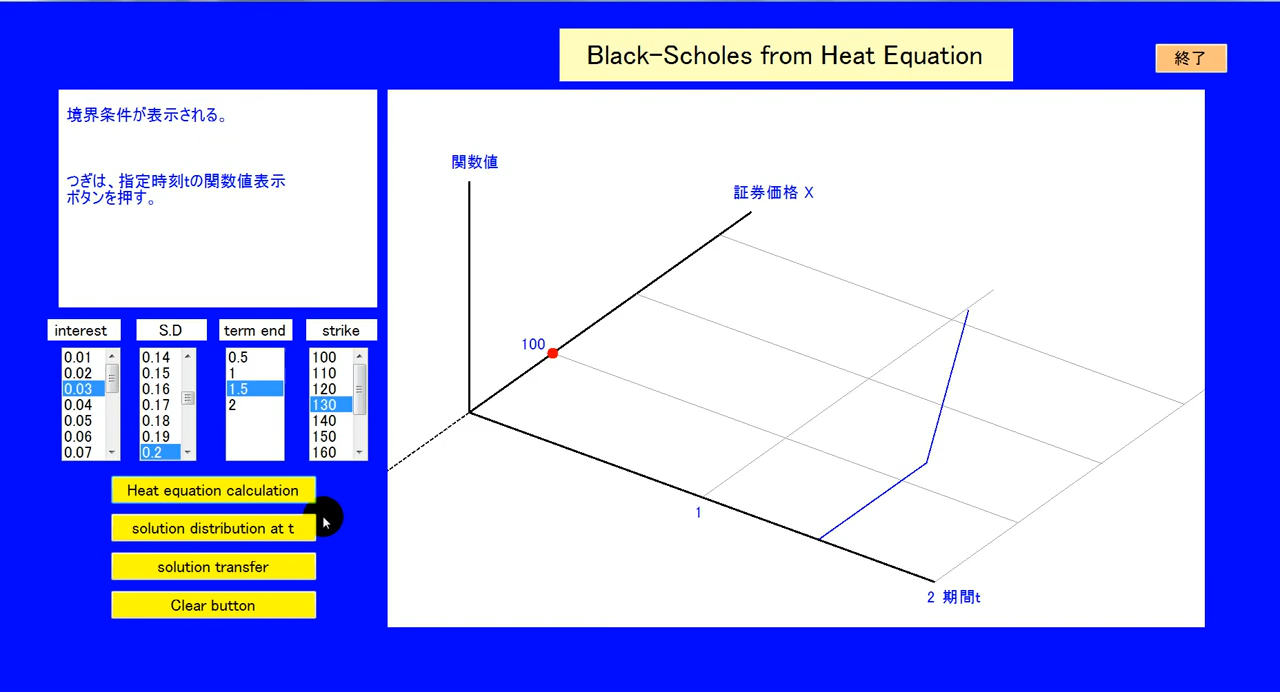 Black-Scholes from Heat Equation
終了
境界条件が表示される。
つぎは、指定時刻tの関数値表示
ボタンを押す。
関数値
証券価格 X
100
1
2 期間t
interest
0.01
0.02
0.03
0.04
0.05
0.06
0.07
S.D
0.14
0.15
0.16
0.17
0.18
0.19
0.2
term end
0.5
1
1.5
2
strike
100
110
120
130
140
150
160
Heat equation calculation
solution distribution at t
solution transfer
Clear button